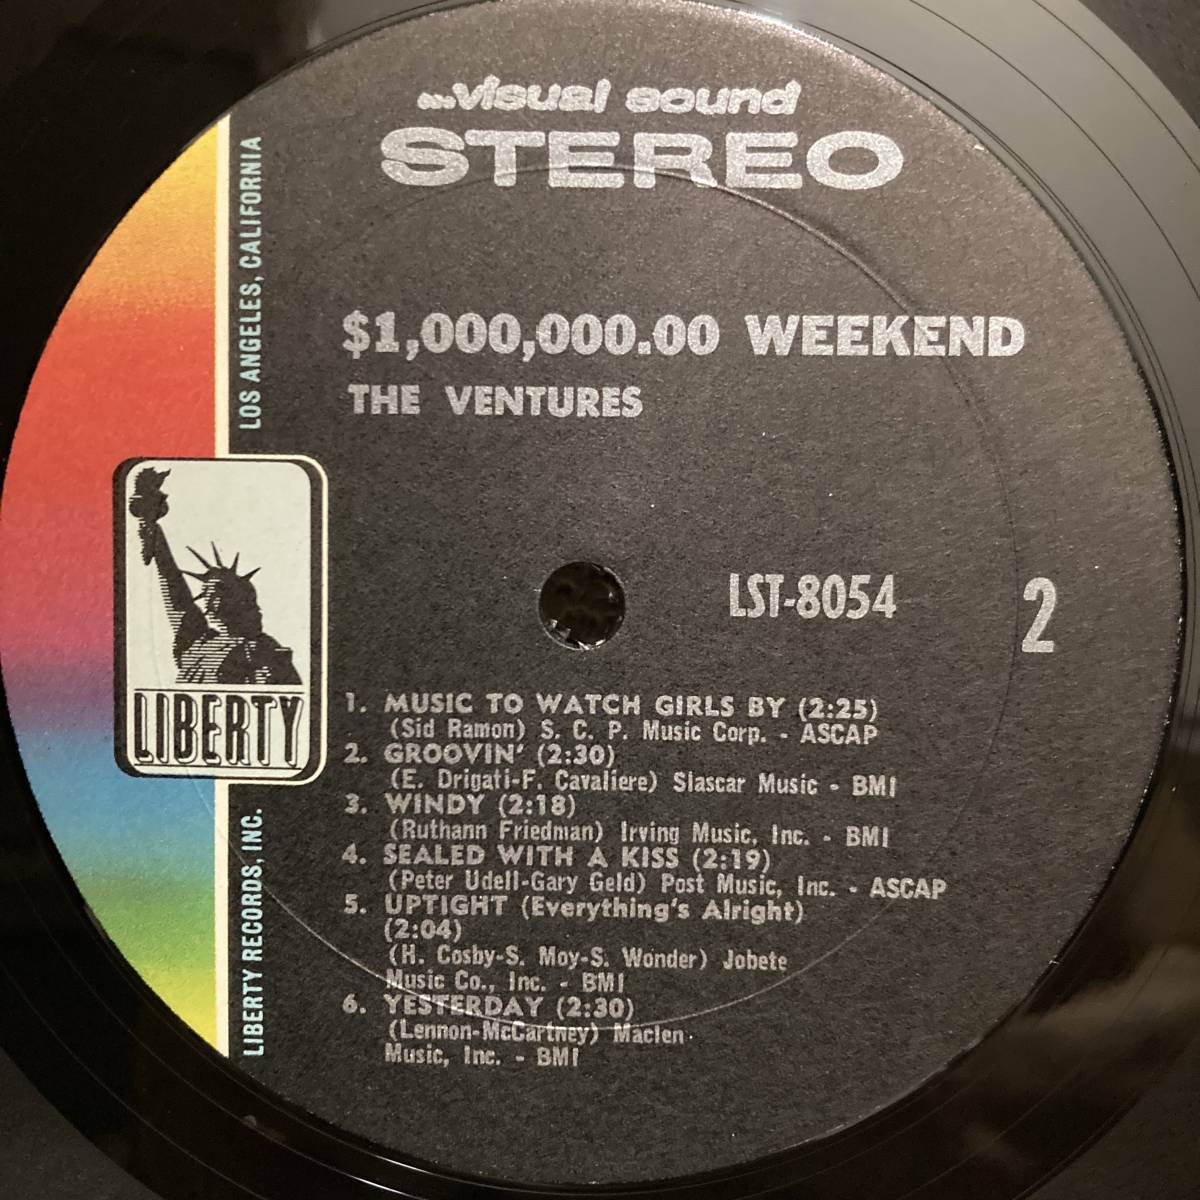 ...visual sound
STEREO
LOS ANGELES, CALIFORNIA
$1,000,000.00 WEEKEND
THE VENTURES
LST-8054
2
LIBERTY
LIBERTY RECORDS, INC.
1. MUSIC TO WATCH GIRLS BY (2:25)
(Sid Ramon) S. C. P. Music Corp. - ASCAP
2. GROOVIN' (2:30)
(E. Drigati-F. Cavaliere) Slascar Music - BMI
3. WINDY (2:18)
(Ruthann Friedman) Irving Music, Inc. - BMI
4. SEALED WITH A KISS (2:19)
(Peter Udell-Gary Geld) Post Music, Inc. - ASCAP
5. UPTIGHT (Everything's Alright)
(2:04)
(H. Cosby-S. Moy-S. Wonder) Jobete
Music Co., Inc. - BMI
6. YESTERDAY (2:30)
(Lennon-McCartney) Maclen
Music, Inc. - BMI